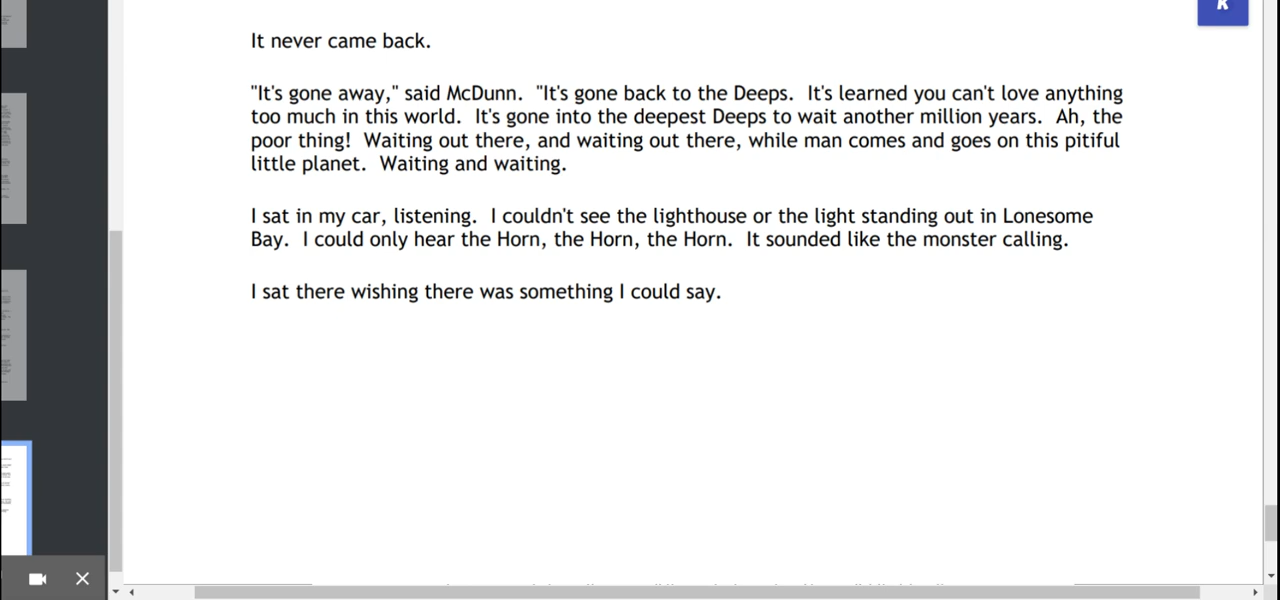 It never came back.
"It's gone away," said McDunn.  "It's gone back to the Deeps.  It's learned you can't love anything
too much in this world.  It's gone into the deepest Deeps to wait another million years.  Ah, the
poor thing!  Waiting out there, and waiting out there, while man comes and goes on this pitiful
little planet.  Waiting and waiting.
I sat in my car, listening.  I couldn't see the lighthouse or the light standing out in Lonesome
Bay.  I could only hear the Horn, the Horn, the Horn.  It sounded like the monster calling.
I sat there wishing there was something I could say.